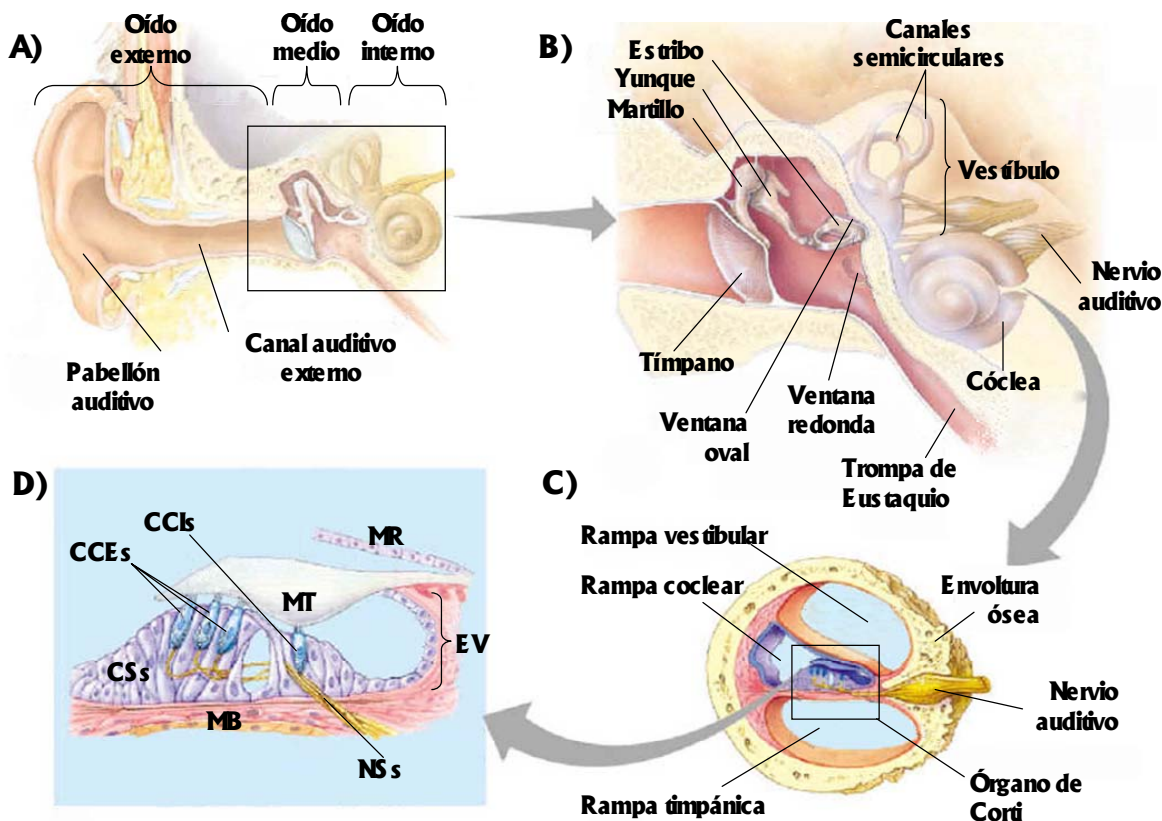 A)
Oído
externo
Oído
medio
Oído
interno
Pabellón
auditivo
Canal auditivo
externo
B)
Estribo
Yunque
Martillo
Canales
semicirculares
Vestíbulo
Nervio
auditivo
Cóclea
Tímpano
Ventana
oval
Ventana
redonda
Trompa de
Eustaquio
C)
Rampa vestibular
Rampa coclear
Envoltura
ósea
Nervio
auditivo
Órgano de
Corti
Rampa timpánica
D)
CCIs
CCEs
MR
MT
EV
CSs
MB
NSs